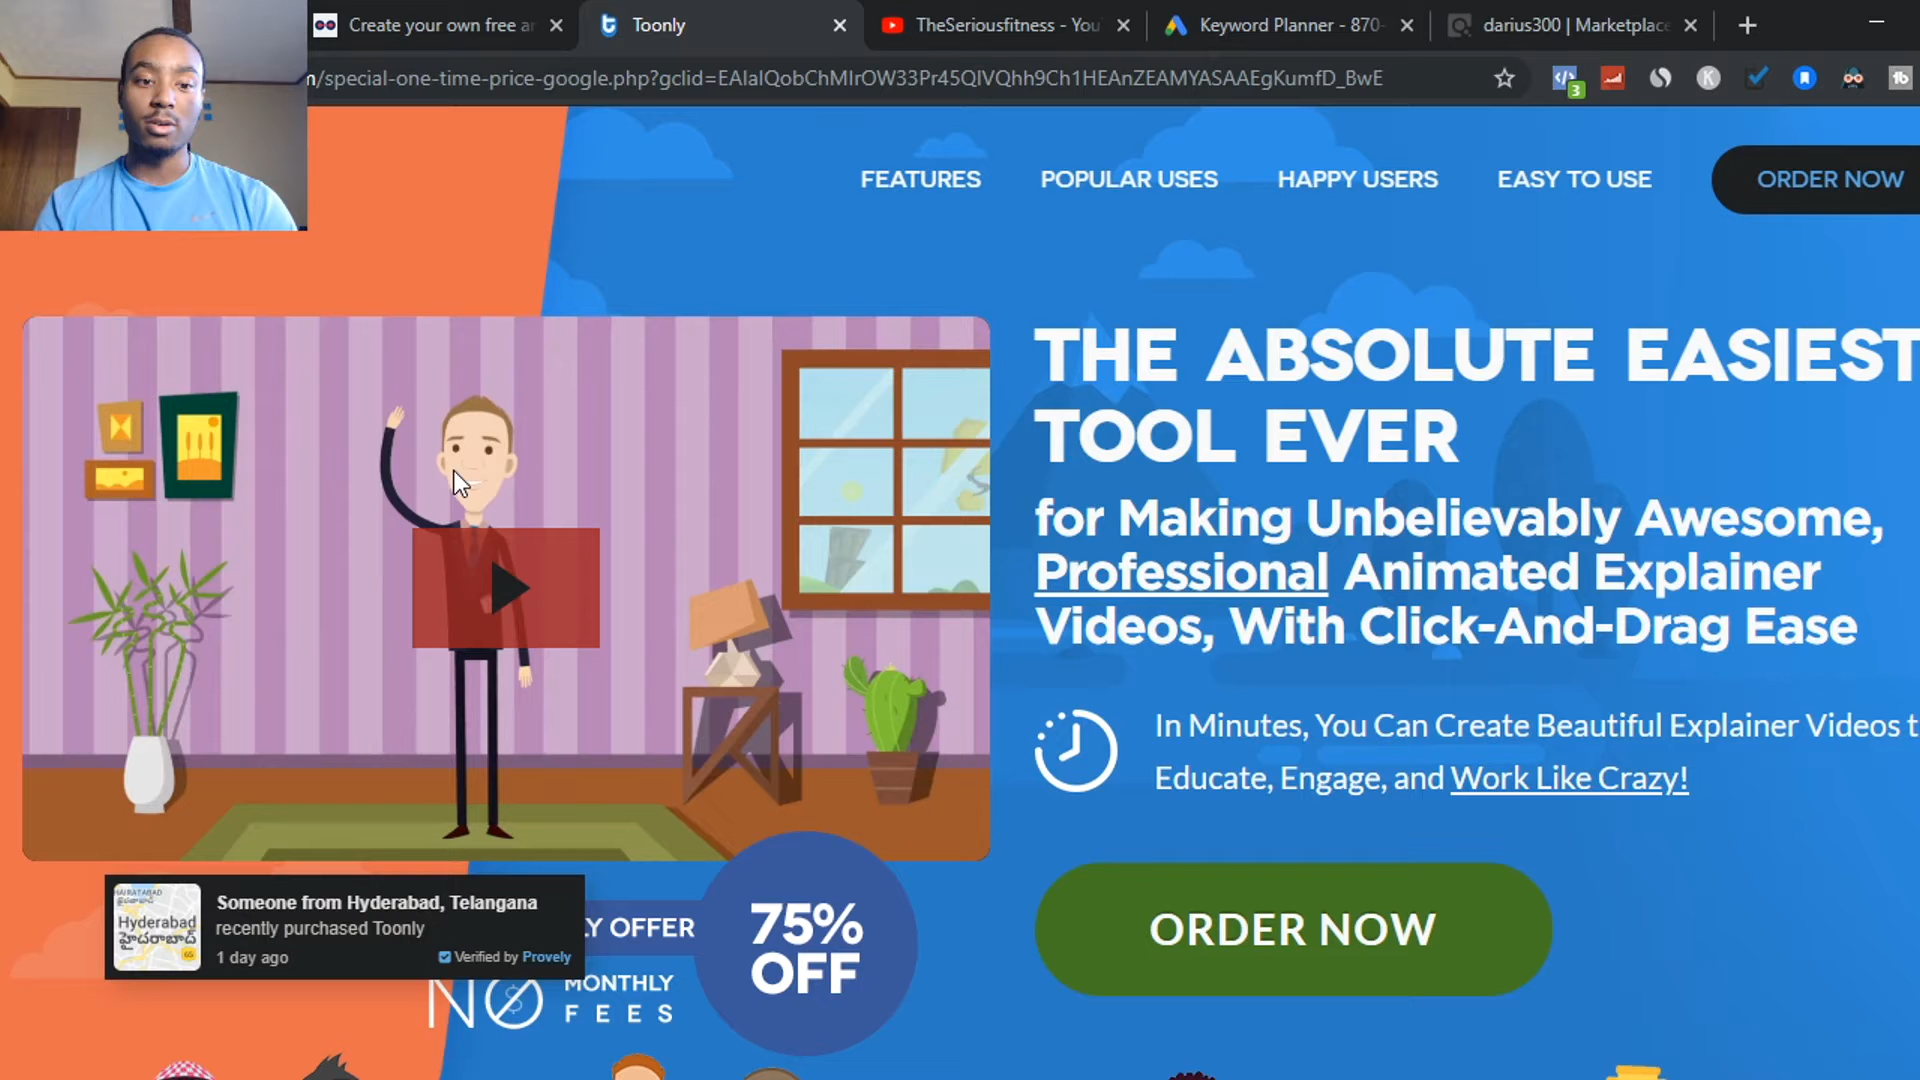 Create your own free ar
Toonly
TheSeriousfitness - You
Keyword Planner - 870-
darius300 | Marketplace
/special-one-time-price-google.php?gclid=EAIaIQobChMIrOW33Pr45QIVQhh9Ch1HEAnZEAMYASAAEgKumfD_BwE
3
K
FEATURES
POPULAR USES
HAPPY USERS
EASY TO USE
ORDER NOW
THE ABSOLUTE EASIEST
TOOL EVER
for Making Unbelievably Awesome,
Professional Animated Explainer
Videos, With Click-And-Drag Ease
In Minutes, You Can Create Beautiful Explainer Videos t
Educate, Engage, and Work Like Crazy!
ORDER NOW
Hyderabad
హైదరాబాద్
Someone from Hyderabad, Telangana
recently purchased Toonly
1 day ago
Verified by Provely
LY OFFER
75%
OFF
NO
MONTHLY
FEES